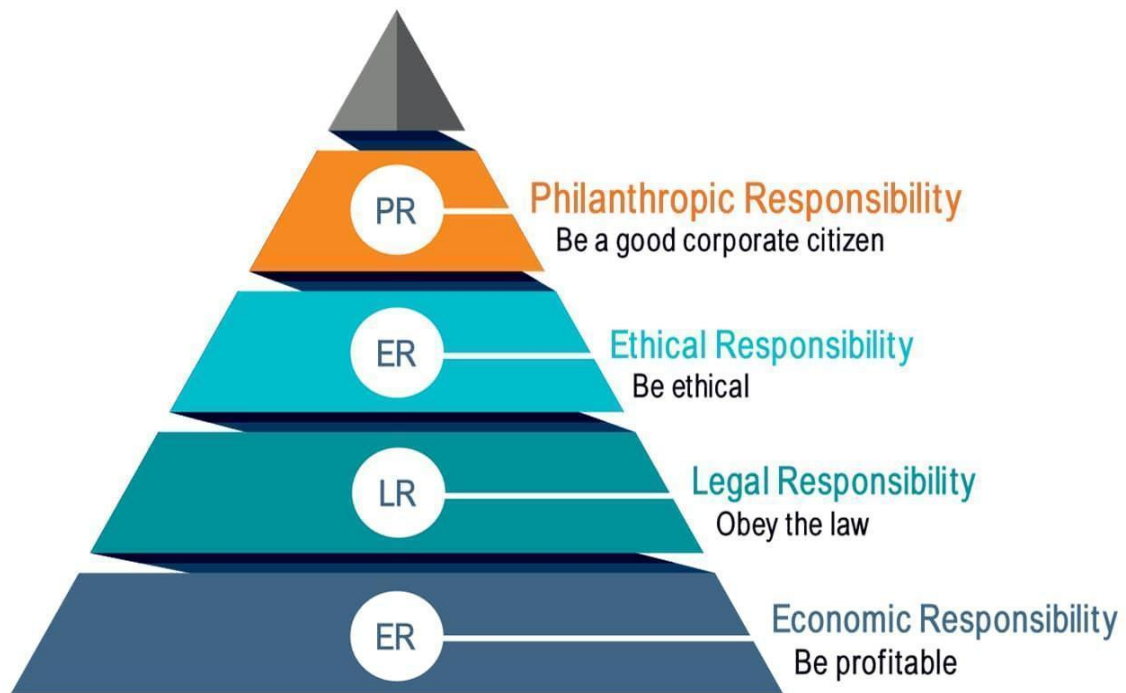 PR
Philanthropic Responsibility
Be a good corporate citizen
ER
Ethical Responsibility
Be ethical
LR
Legal Responsibility
Obey the law
ER
Economic Responsibility
Be profitable